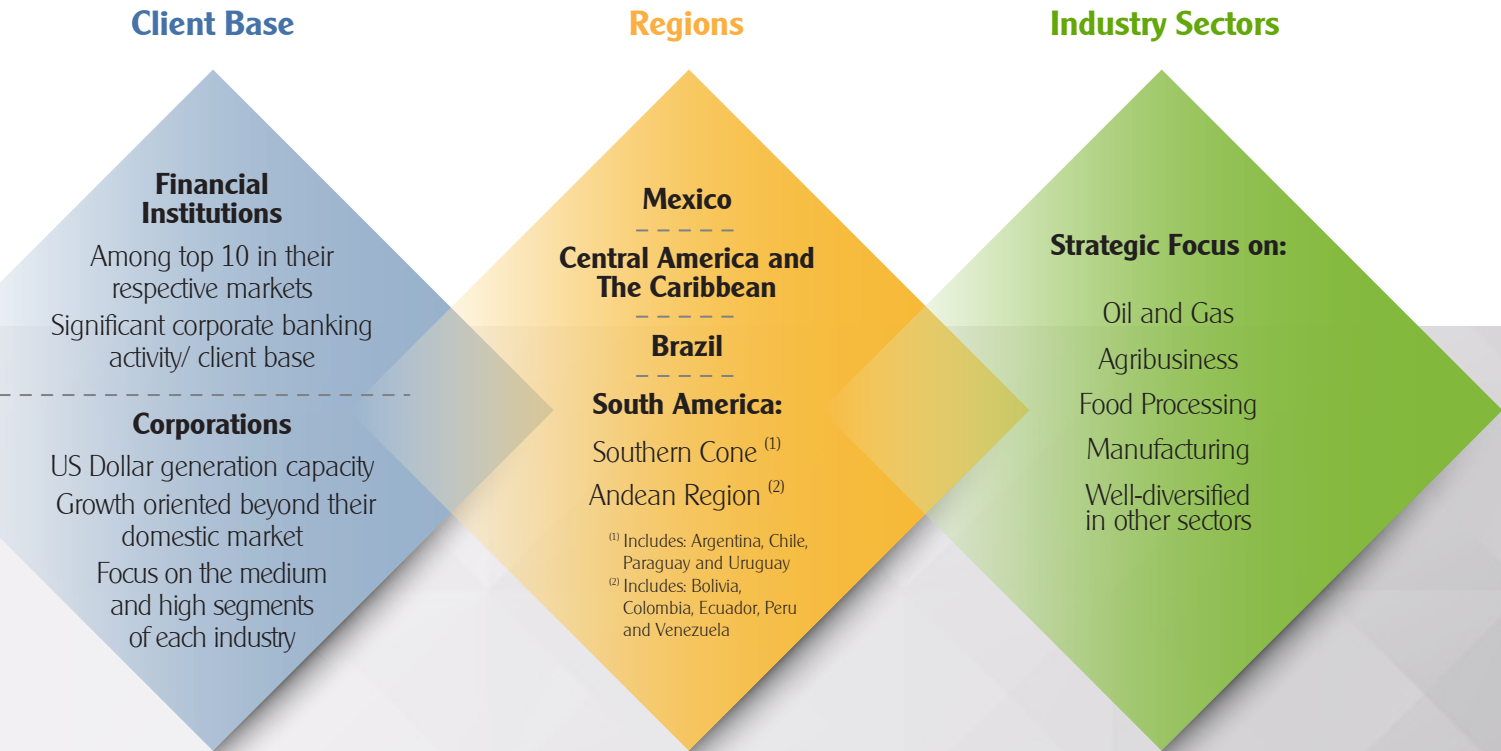 Client Base
Financial
Institutions
Among top 10 in their
respective markets
Significant corporate banking
activity/ client base
Corporations
US Dollar generation capacity
Growth oriented beyond their
domestic market
Focus on the medium
and high segments
of each industry
Regions
Mexico
Central America and
The Caribbean
Brazil
South America:
Southern Cone (1)
Andean Region (2)
(1) Includes: Argentina, Chile,
Paraguay and Uruguay
(2) Includes: Bolivia,
Colombia, Ecuador, Peru
and Venezuela
Industry Sectors
Strategic Focus on:
Oil and Gas
Agribusiness
Food Processing
Manufacturing
Well-diversified
in other sectors